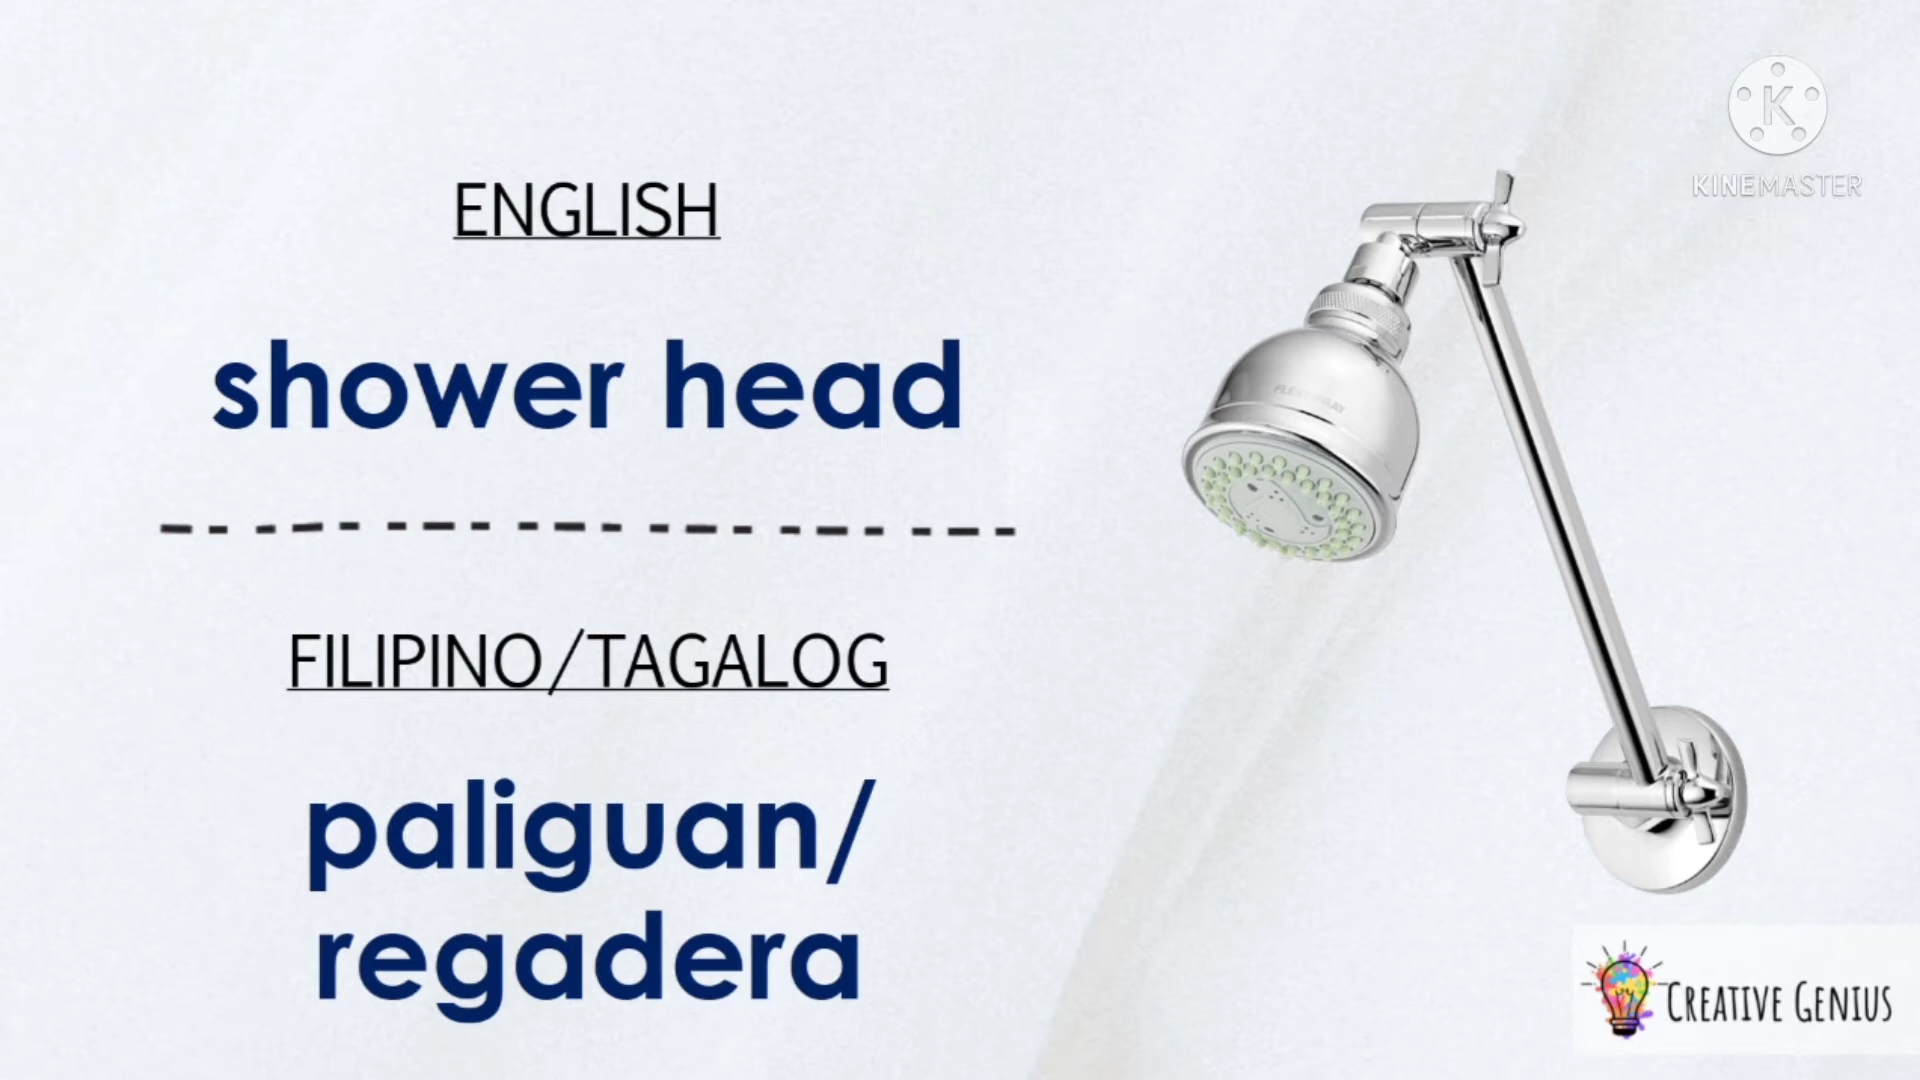 KINEMASTER
ENGLISH
shower head
FILIPINO/TAGALOG
paliguan/
regadera
CREATIVE GENIUS